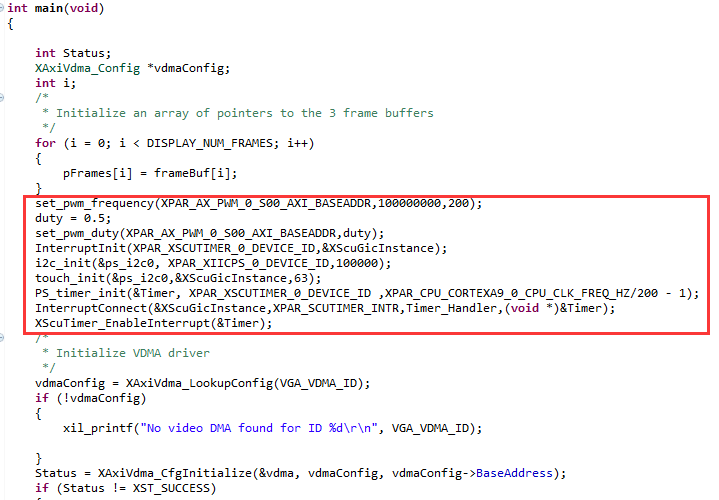 int main(void)
{
int Status;
XAxiVdma_Config *vdmaConfig;
int i;
/*
* Initialize an array of pointers to the 3 frame buffers
*/
for (i = 0; i < DISPLAY_NUM_FRAMES; i++)
{
pFrames[i] = frameBuf[i];
}
set_pwm_frequency(XPAR_AX_PWM_0_S00_AXI_BASEADDR,100000000,200);
duty = 0.5;
set_pwm_duty(XPAR_AX_PWM_0_S00_AXI_BASEADDR,duty);
InterruptInit(XPAR_XSCUTIMER_0_DEVICE_ID,&XScuGicInstance);
i2c_init(&ps_i2c0, XPAR_XIICPS_0_DEVICE_ID,100000);
touch_init(&ps_i2c0,&XScuGicInstance,63);
PS_timer_init(&Timer, XPAR_XSCUTIMER_0_DEVICE_ID ,XPAR_CPU_CORTEXA9_0_CPU_CLK_FREQ_HZ/200 - 1);
InterruptConnect(&XScuGicInstance,XPAR_SCUTIMER_INTR,Timer_Handler,(void *)&Timer);
XScuTimer_EnableInterrupt(&Timer);
/*
* Initialize VDMA driver
*/
vdmaConfig = XAxiVdma_LookupConfig(VGA_VDMA_ID);
if (!vdmaConfig)
{
xil_printf("No video DMA found for ID %d\r\n", VGA_VDMA_ID);
}
Status = XAxiVdma_CfgInitialize(&vdma, vdmaConfig, vdmaConfig->BaseAddress);
if (Status != XST_SUCCESS)